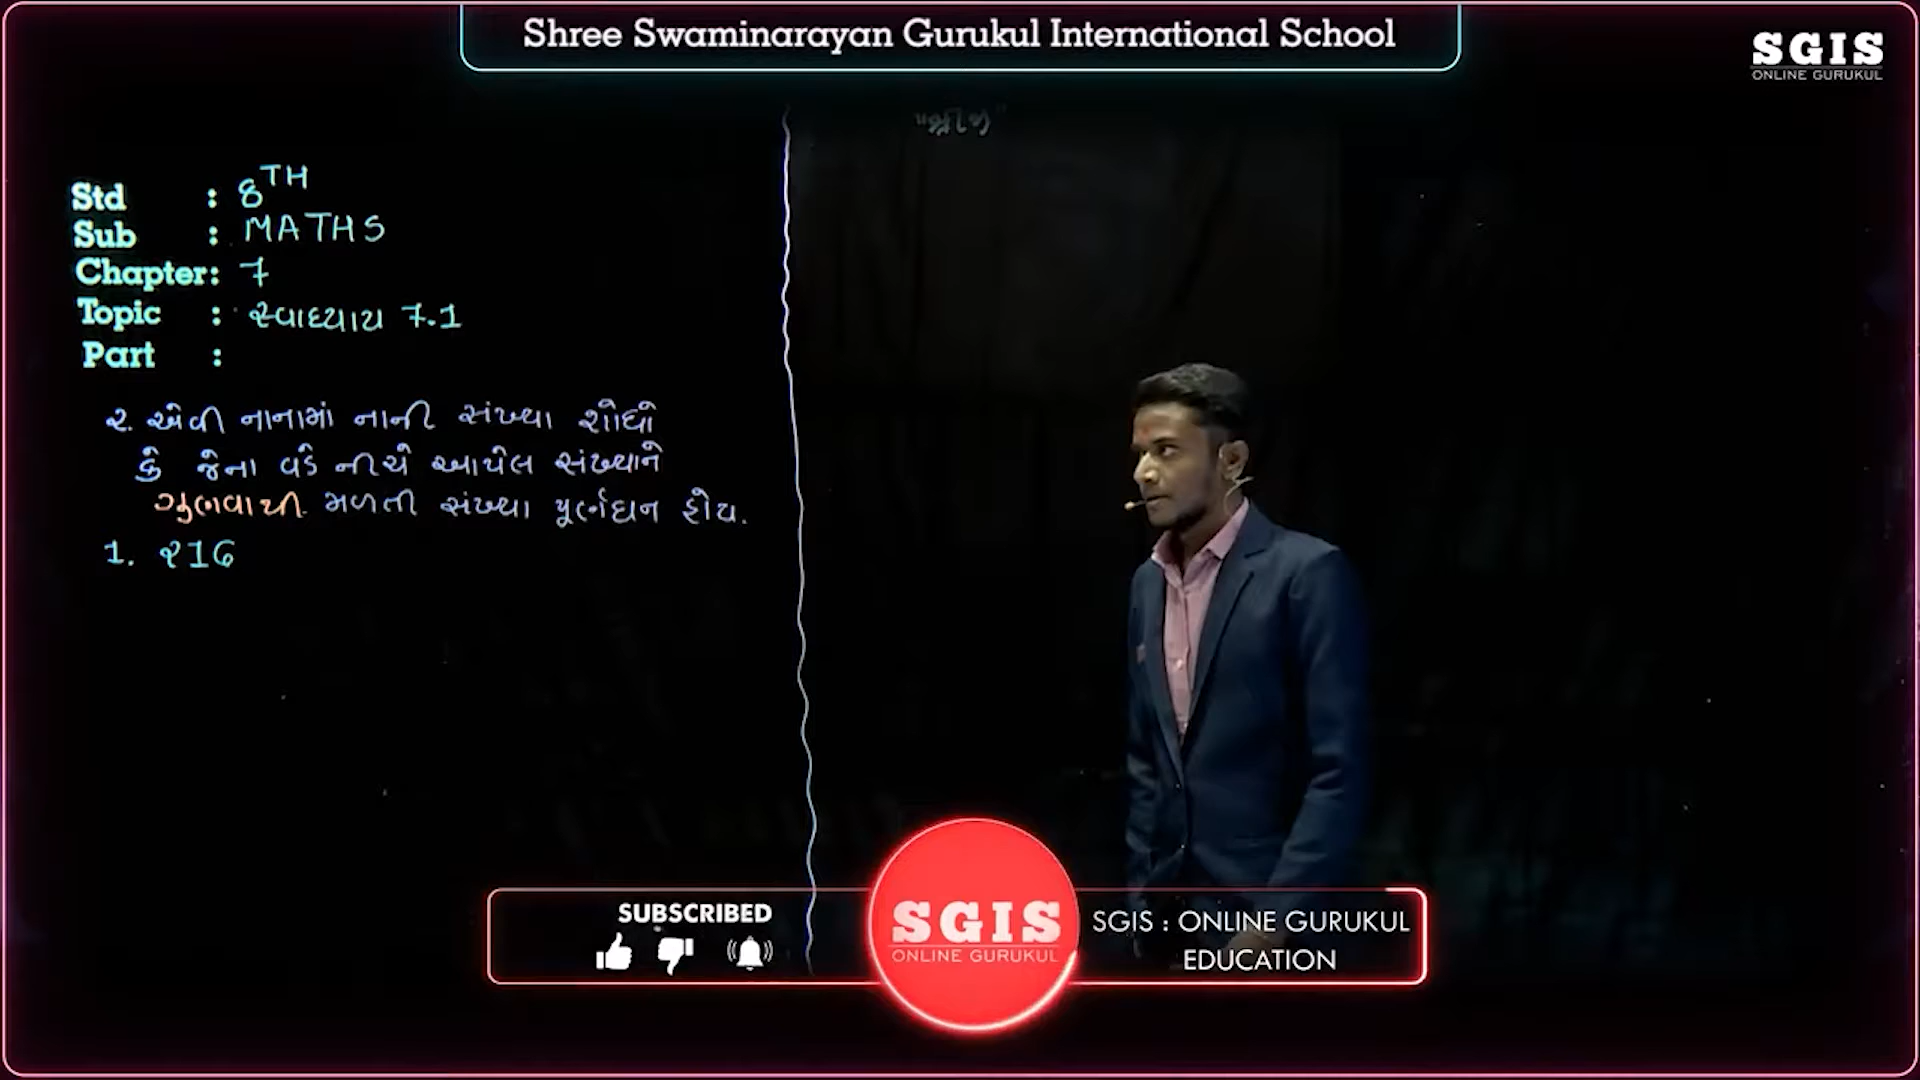 Shree Swaminarayan Gurukul International School
SGIS
ONLINE GURUKUL
Std : 8TH
Sub : MATHS
Chapter: 7
Topic : સ્વાધ્યાય 7.1
Part :
૨. એવી નાનામાં નાની સંખ્યા શોધો
કે જેના વડે નીચે આપેલ સંખ્યાને
ગુણવાથી મળતી સંખ્યા પૂર્ણઘન હોય.
1. ૨16
SUBSCRIBED
SGIS
ONLINE GURUKUL
SGIS : ONLINE GURUKUL
EDUCATION